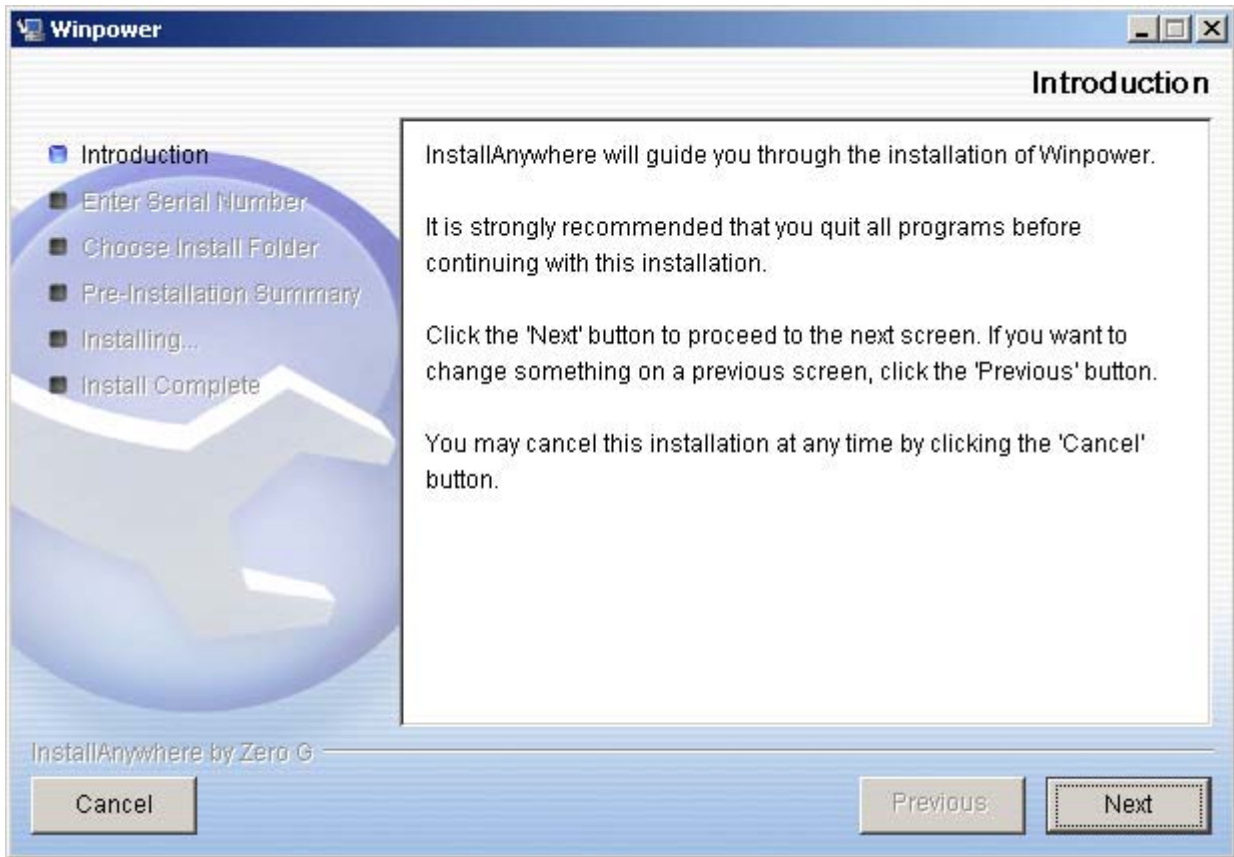 Winpower
Introduction
Introduction
Enter Serial Number
Choose Install Folder
Pre-Installation Summary
Installing...
Install Complete
InstallAnywhere will guide you through the installation of Winpower.
It is strongly recommended that you quit all programs before
continuing with this installation.
Click the 'Next' button to proceed to the next screen. If you want to
change something on a previous screen, click the 'Previous' button.
You may cancel this installation at any time by clicking the 'Cancel'
button.
InstallAnywhere by Zero G
Cancel
Previous
Next